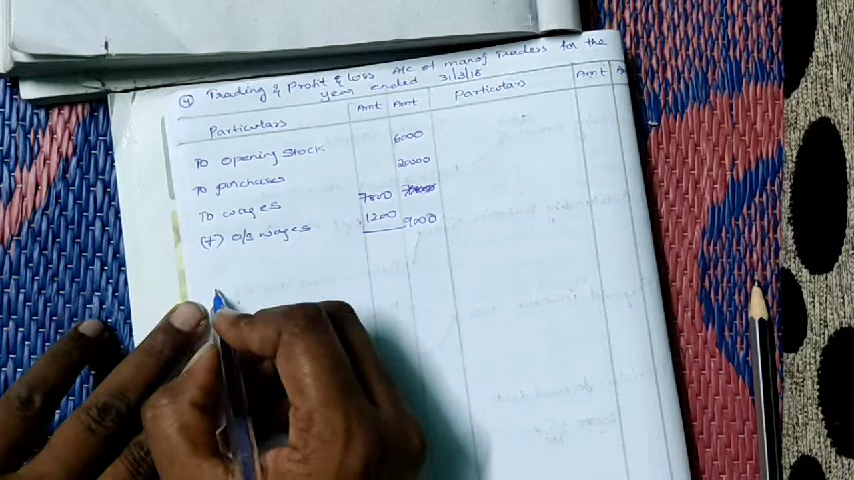 ④ Trading & Profit & Loss A/c of manoj Traders for the
year ended 31/3/18
Particulars Amt Amt Particulars Amt
To opening stock 6000
To purchases 20000
To wages 7800
(+) o/s wages 1200 9000